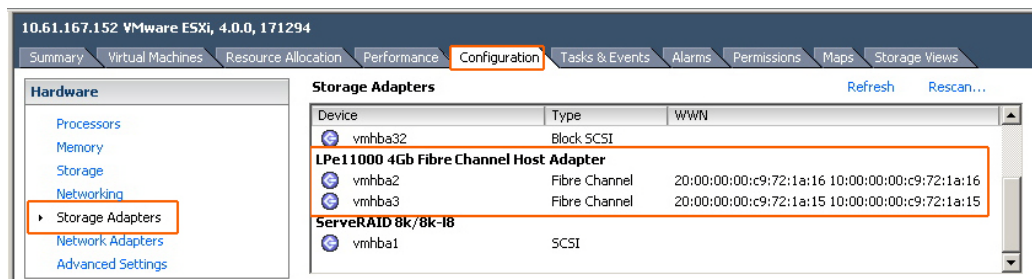 10.61.167.152 VMware ESXi, 4.0.0, 171294
Summary Virtual Machines Resource Allocation Performance Configuration Tasks & Events Alarms Permissions Maps Storage Views
Hardware
Processors
Memory
Storage
Networking
Storage Adapters
Network Adapters
Advanced Settings
Storage Adapters Refresh Rescan...
Device Type WWN
vmhba32 Block SCSI
LPe11000 4Gb Fibre Channel Host Adapter
vmhba2 Fibre Channel 20:00:00:00:c9:72:1a:16 10:00:00:00:c9:72:1a:16
vmhba3 Fibre Channel 20:00:00:00:c9:72:1a:15 10:00:00:00:c9:72:1a:15
ServeRAID 8k/8k-l8
vmhba1 SCSI